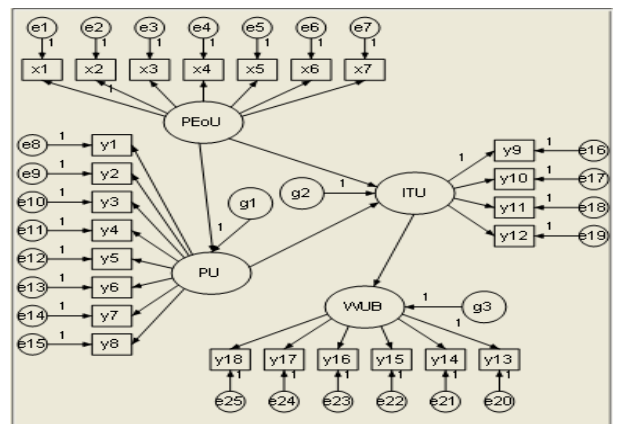 e1 e2 e3 e4 e5 e6 e7
1 1 1 1 1 1 1
x1 x2 x3 x4 x5 x6 x7
1
PEoU
e8 1 y1
e9 1 y2
e10 1 y3
e11 1 y4
e12 1 y5
e13 1 y6
e14 1 y7
e15 1 y8
1 y9 1 e16
y10 1 e17
y11 1 e18
y12 1 e19
g1
1
g2 1 ITU
PU
WUB 1 g3
1
y18 y17 y16 y15 y14 y13
1 1 1 1 1 1
e25 e24 e23 e22 e21 e20